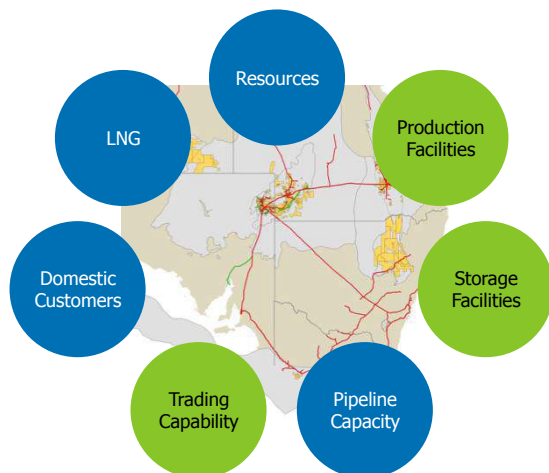 Resources
Production
Facilities
LNG
Domestic
Customers
Storage
Facilities
Trading
Capability
Pipeline
Capacity